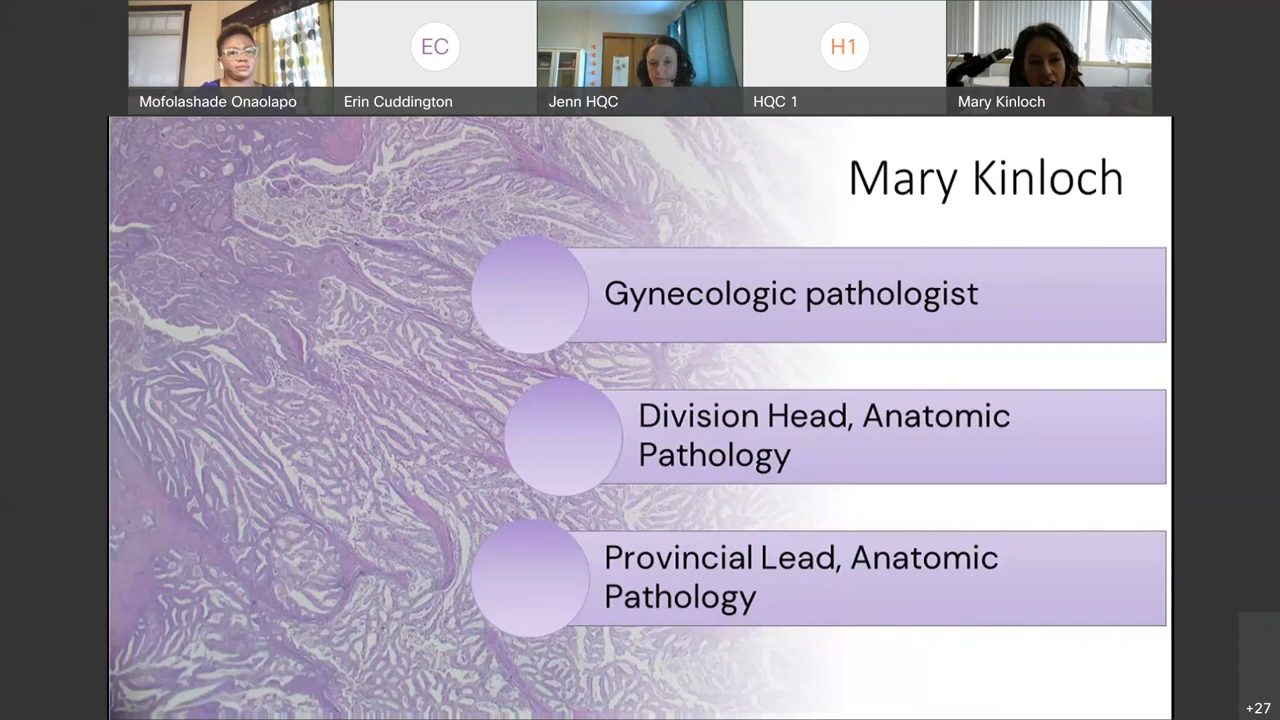 EC
H1
Mofolashade Onaolapo
Erin Cuddington
Jenn HQC
HQC 1
Mary Kinloch
Mary Kinloch
Gynecologic pathologist
Division Head, Anatomic
Pathology
Provincial Lead, Anatomic
Pathology
+27